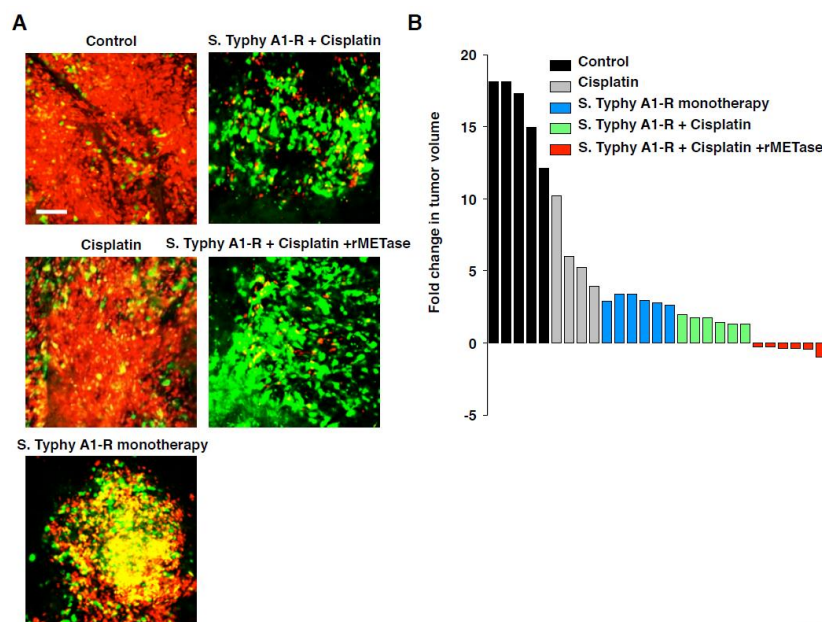 A
B
Control
S. Typhy A1-R + Cisplatin
Cisplatin
S. Typhy A1-R + Cisplatin +rMETase
S. Typhy A1-R monotherapy
Fold change in tumor volume
20
15
10
5
0
-5
Control
Cisplatin
S. Typhy A1-R monotherapy
S. Typhy A1-R + Cisplatin
S. Typhy A1-R + Cisplatin +rMETase